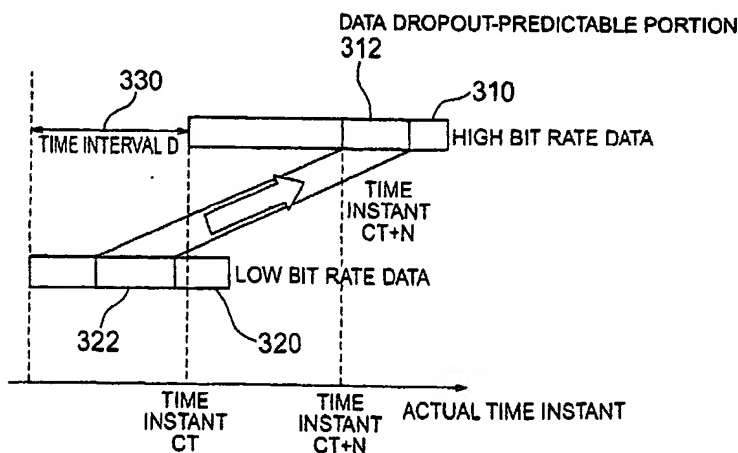 DATA DROPOUT-PREDICTABLE PORTION
312
330
310
TIME INTERVAL D
HIGH BIT RATE DATA
TIME
INSTANT
CT+N
LOW BIT RATE DATA
322
320
TIME
INSTANT
CT
TIME
INSTANT
CT+N
ACTUAL TIME INSTANT